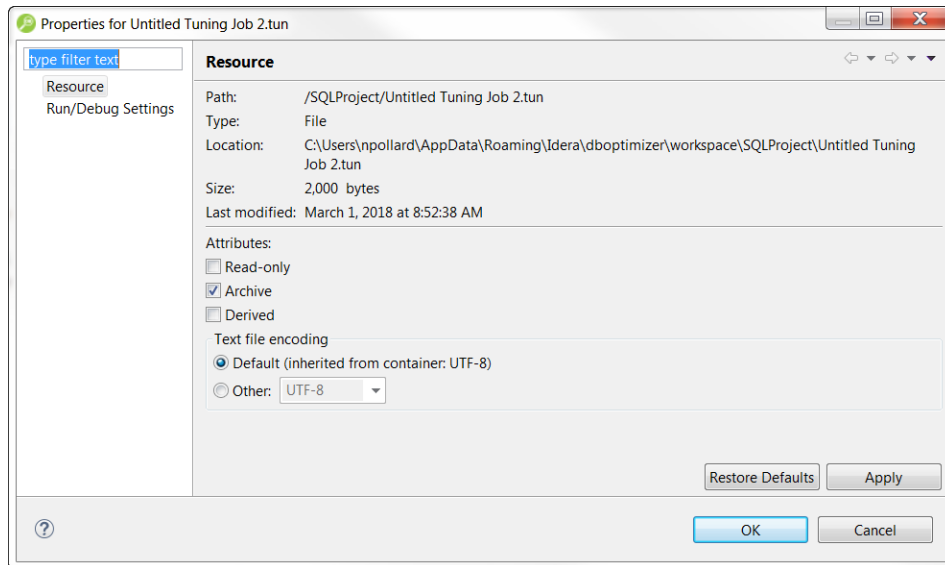 Properties for Untitled Tuning Job 2.tun
type filter text
Resource
Run/Debug Settings
Resource
Path: /SQLProject/Untitled Tuning Job 2.tun
Type: File
Location: C:\Users\npollard\AppData\Roaming\Idera\dboptimizer\workspace\SQLProject\Untitled Tuning
Job 2.tun
Size: 2,000 bytes
Last modified: March 1, 2018 at 8:52:38 AM
Attributes:
Read-only
Archive
Derived
Text file encoding
Default (inherited from container: UTF-8)
Other: UTF-8
Restore Defaults Apply
? OK Cancel